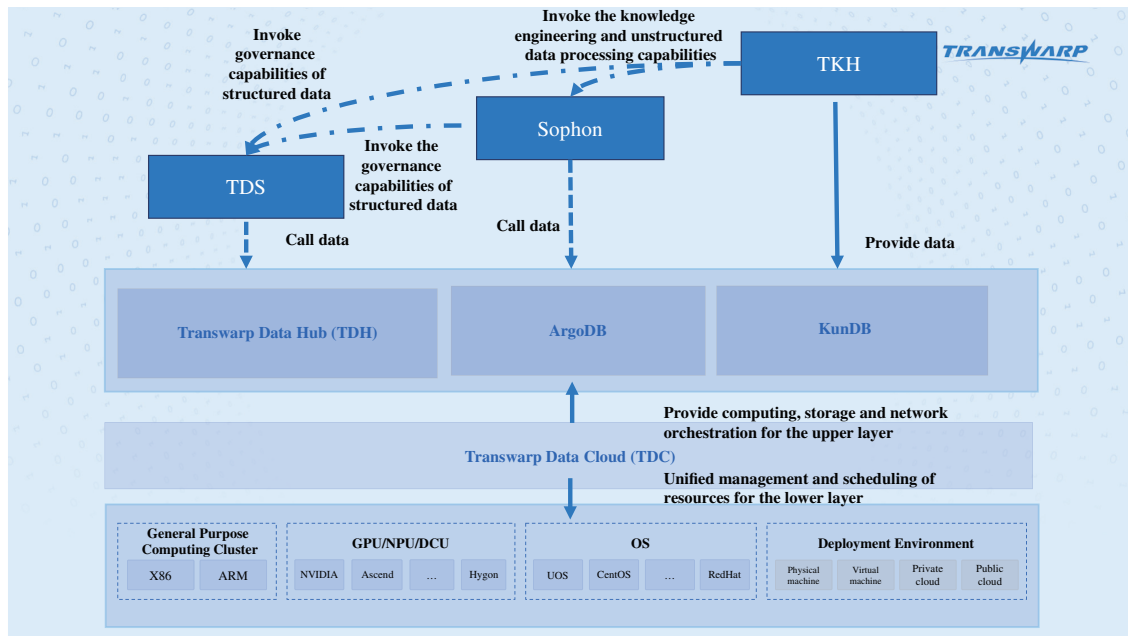 Invoke the knowledge
engineering and unstructured
data processing capabilities
Invoke
governance
capabilities of
structured data
TKH
TRANSWARP
Sophon
Invoke the
governance
capabilities of
structured data
TDS
Call data
Call data
Provide data
Transwarp Data Hub (TDH)
ArgoDB
KunDB
Provide computing, storage and network
orchestration for the upper layer
Transwarp Data Cloud (TDC)
Unified management and scheduling of
resources for the lower layer
General Purpose
Computing Cluster
X86
ARM
GPU/NPU/DCU
NVIDIA
Ascend
...
Hygon
OS
UOS
CentOS
...
RedHat
Deployment Environment
Physical
machine
Virtual
machine
Private
cloud
Public
cloud